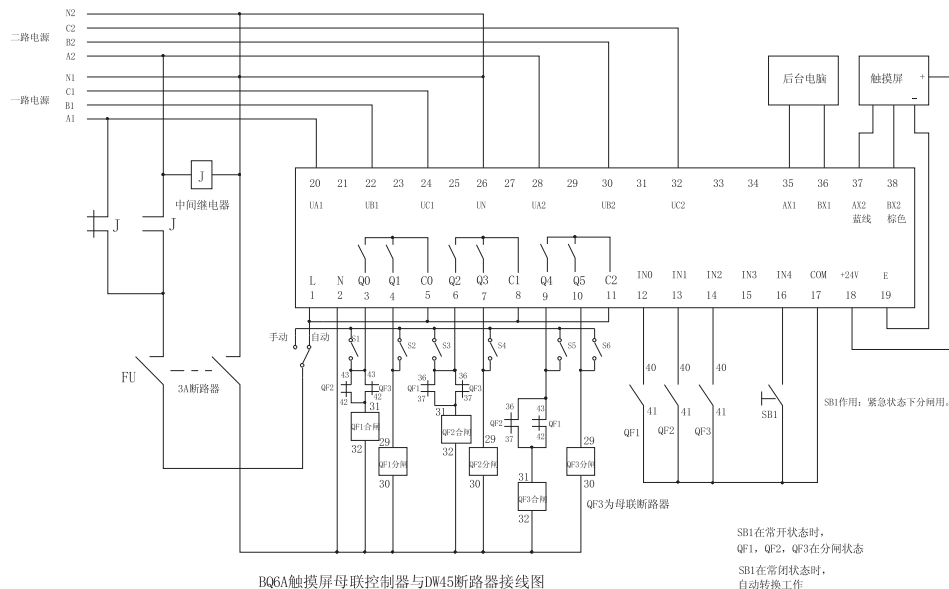 N2
C2
二路电源
B2
A2
N1
C1
一路电源
B1
A1
后台电脑
触摸屏
+
-
J
中间继电器
J
J
20 21 22 23 24 25 26 27 28 29 30 31 32 33 34 35 36 37 38
UA1 UB1 UC1 UN UA2 UB2 UC2 AX1 BX1 AX2 BX2
蓝线 棕色
L N Q0 Q1 C0 Q2 Q3 C1 Q4 Q5 C2 IN0 IN1 IN2 IN3 IN4 COM +24V E
1 2 3 4 5 6 7 8 9 10 11 12 13 14 15 16 17 18 19
手动 自动
S1 S2 S3 S4 S5 S6
FU
3A断路器
QF2 43 42
43 42 QF3
31
QF1合闸
32
29
QF1分闸
30
QF1 36 37
36 37 QF3
31
QF2合闸
32
29
QF2分闸
30
QF2 36 37
43 42 QF1
31
QF3合闸
32
29
QF3分闸
30
40 40 40
41 41 41
QF1 QF2 QF3
SB1
SB1作用：紧急状态下分闸用。
QF3为母联断路器
SB1在常开状态时，
QF1，QF2，QF3在分闸状态
SB1在常闭状态时，
自动转换工作
BQ6A触摸屏母联控制器与DW45断路器接线图